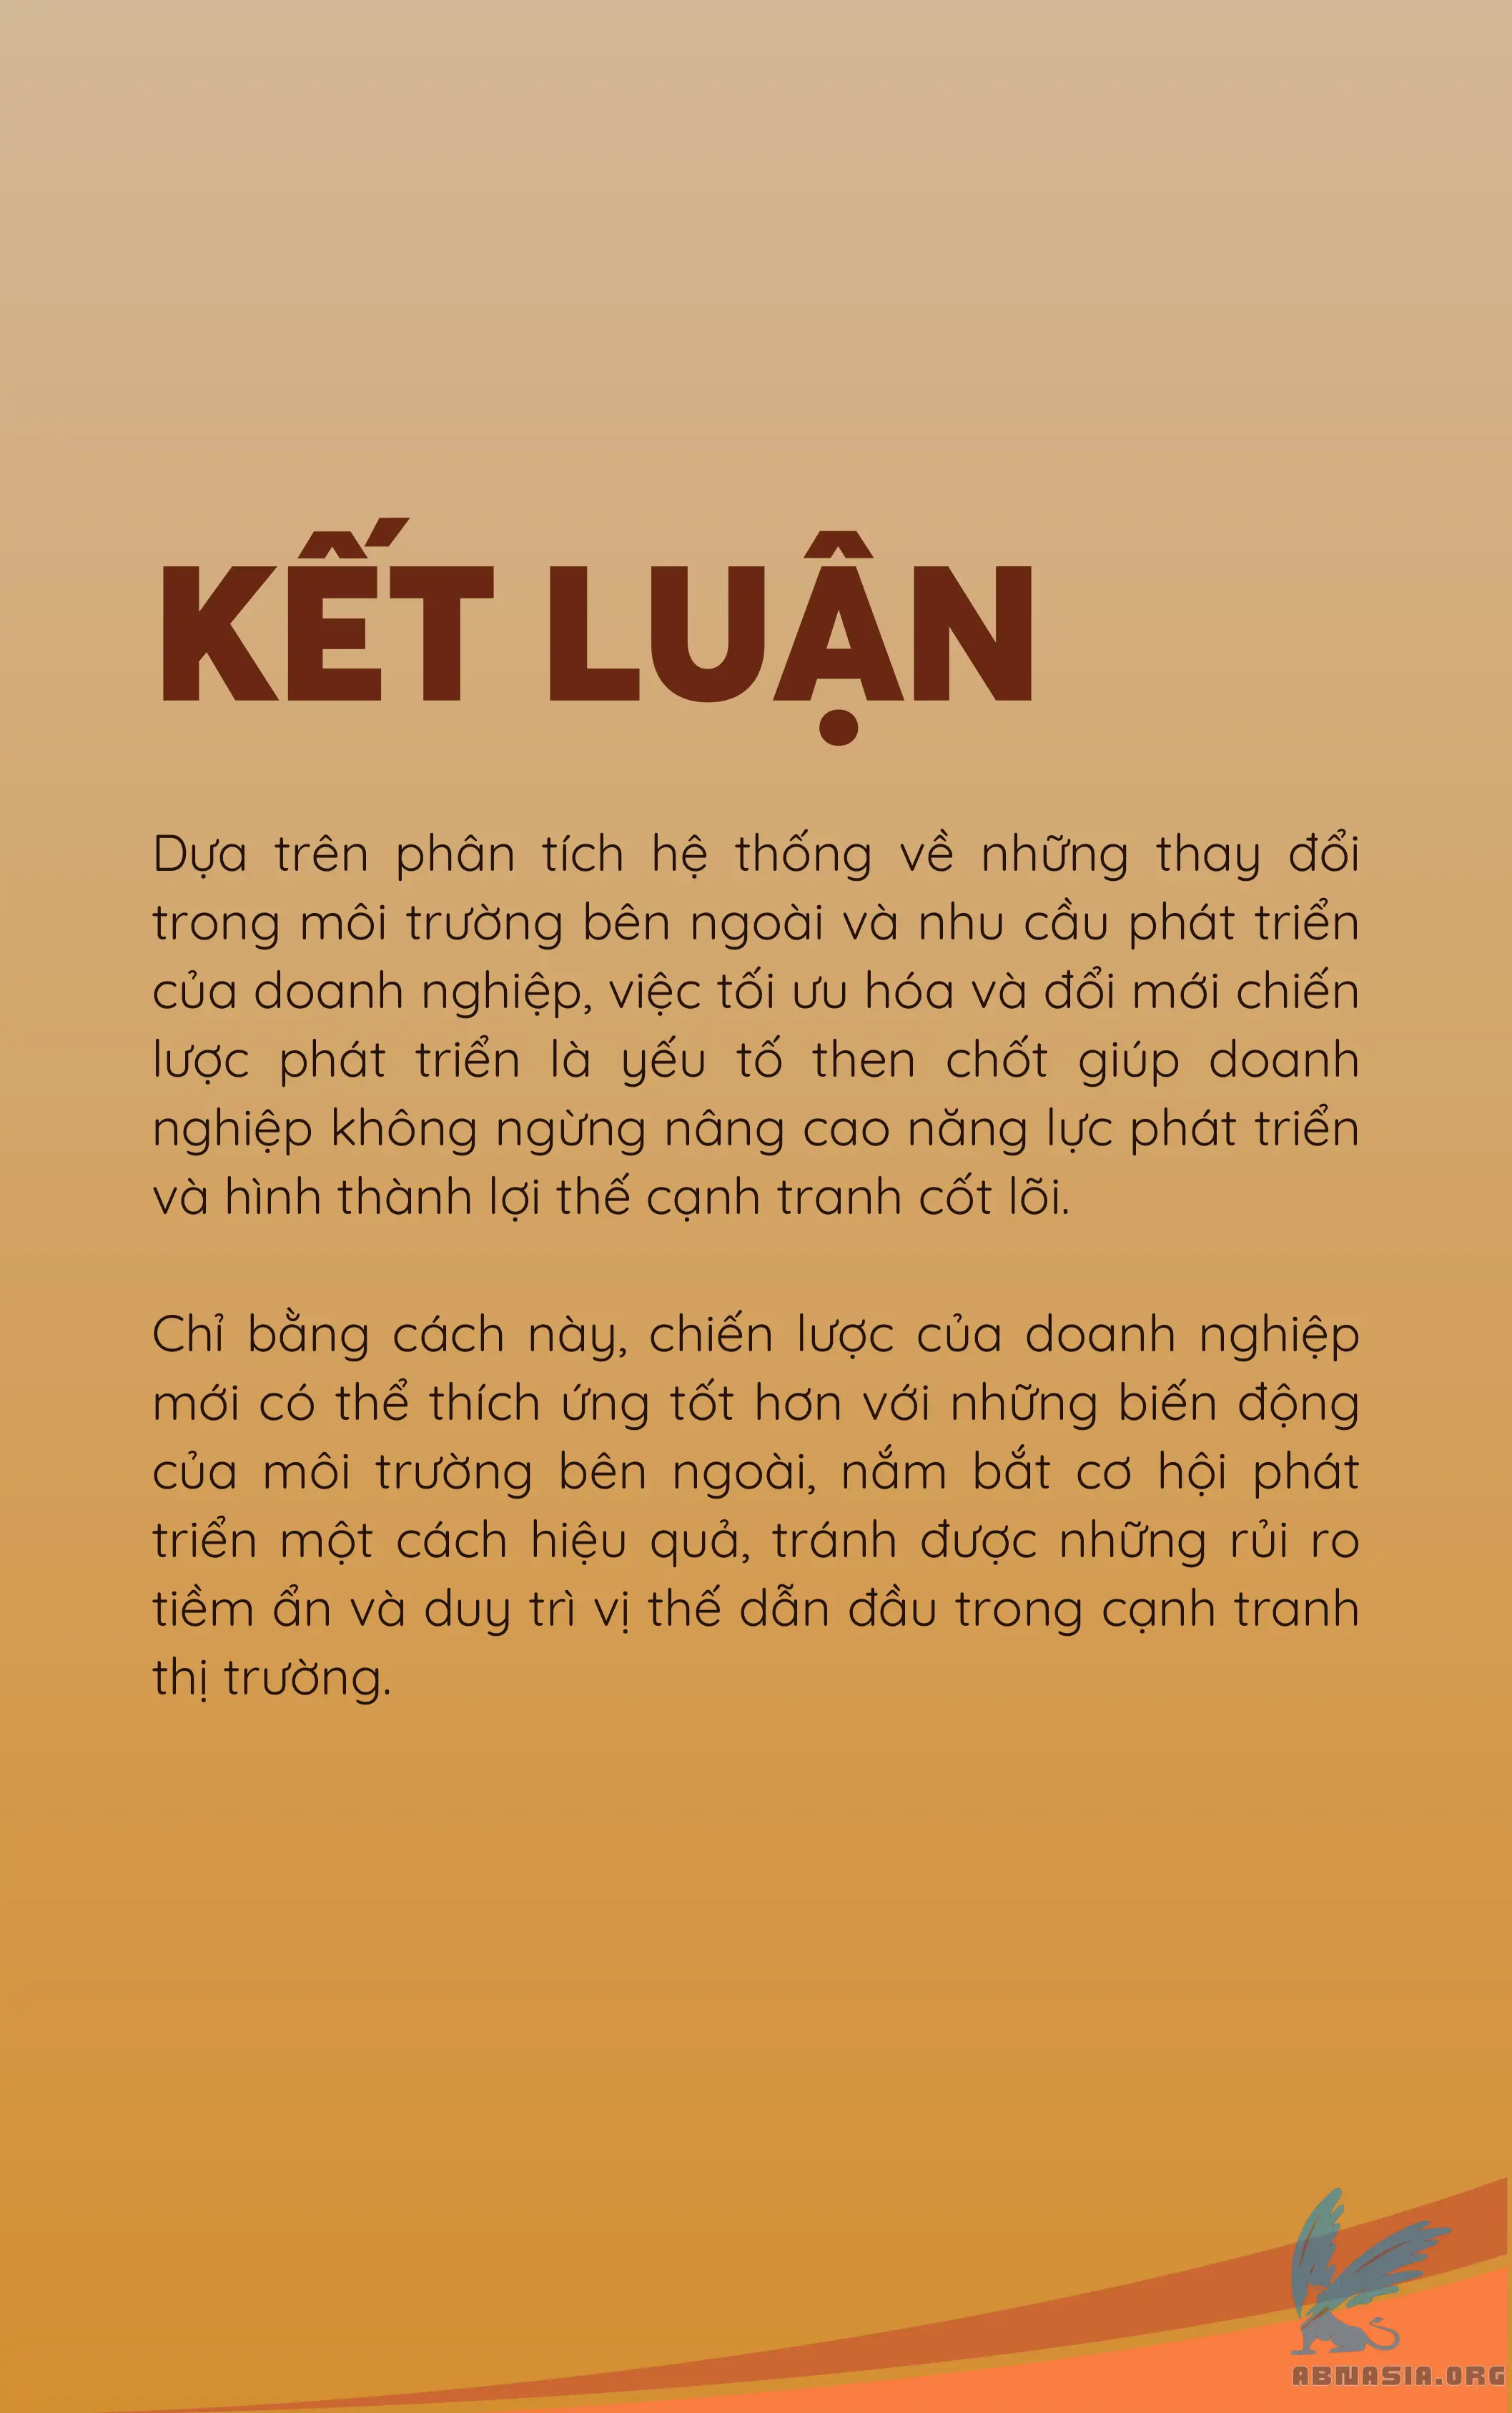 KẾT LUẬN
Dựa trên phân tích hệ thống về những thay đổi
trong môi trường bên ngoài và nhu cầu phát triển
của doanh nghiệp, việc tối ưu hóa và đổi mới chiến
lược phát triển là yếu tố then chốt giúp doanh
nghiệp không ngừng nâng cao năng lực phát triển
và hình thành lợi thế cạnh tranh cốt lõi.
Chỉ bằng cách này, chiến lược của doanh nghiệp
mới có thể thích ứng tốt hơn với những biến động
của môi trường bên ngoài, nắm bắt cơ hội phát
triển một cách hiệu quả, tránh được những rủi ro
tiềm ẩn và duy trì vị thế dẫn đầu trong cạnh tranh
thị trường.
ABNASIA.ORG